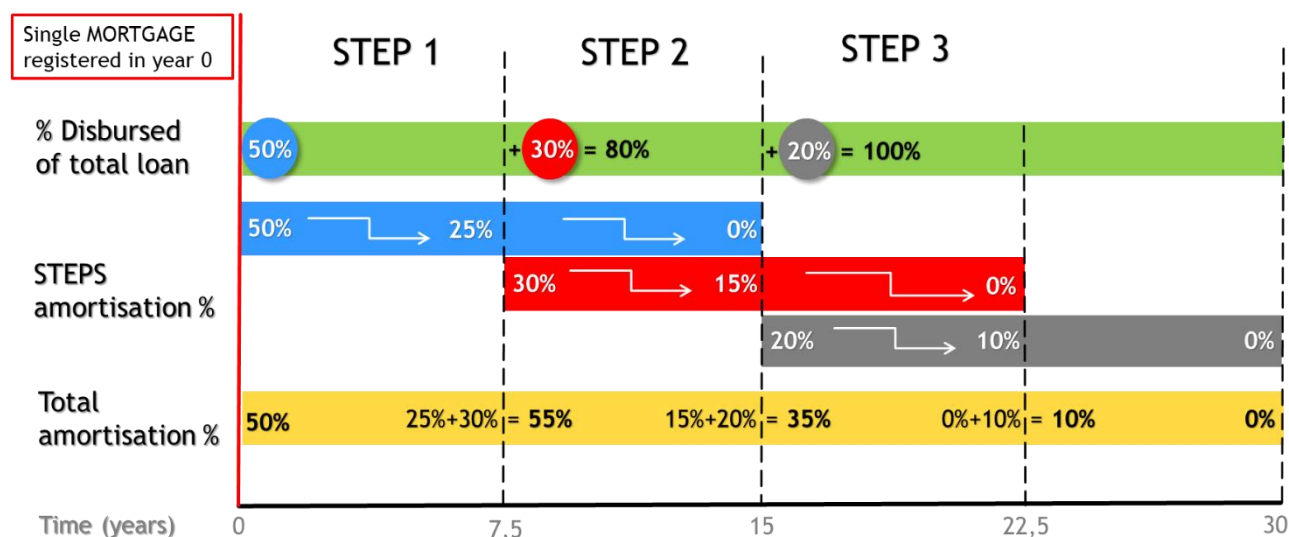 Single MORTGAGE
registered in year 0
STEP 1 STEP 2 STEP 3
% Disbursed
of total loan
50% + 30% = 80% + 20% = 100%
50% 25% 0%
STEPS
amortisation %
30% 15% 0%
20% 10% 0%
Total
amortisation %
50% 25%+30% = 55% 15%+20% = 35% 0%+10% = 10% 0%
Time (years) 0 7,5 15 22,5 30